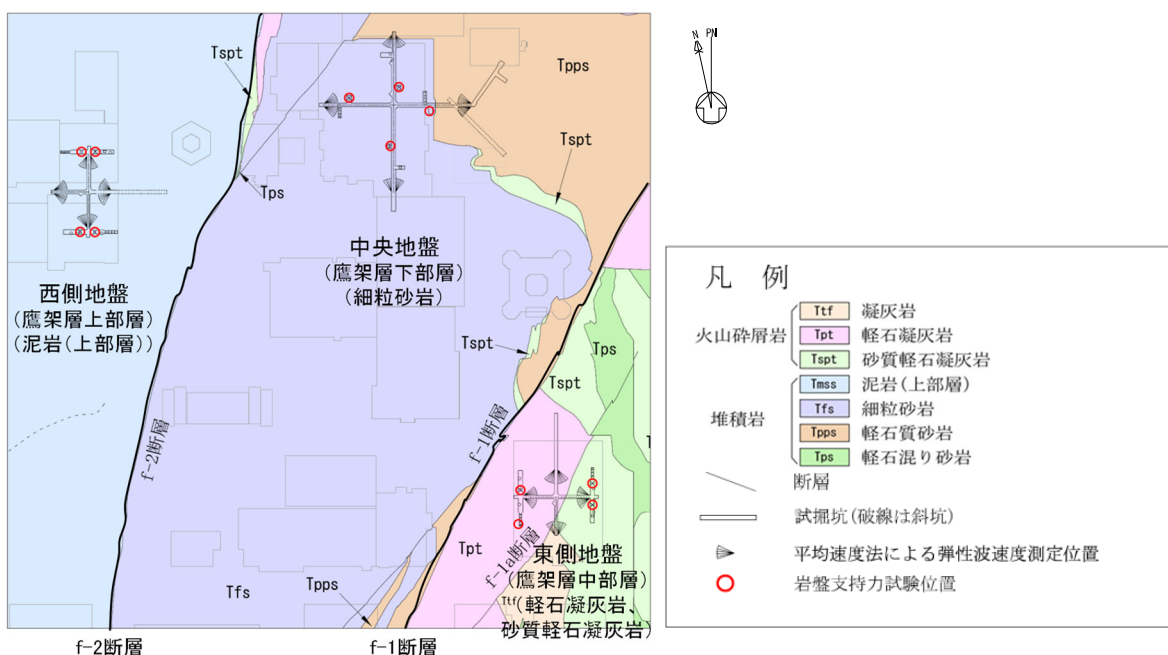 Tspt
Tpps
Tspt
Tps
中央地盤
(鷹架層下部層)
(細粒砂岩)
西側地盤
(鷹架層上部層)
(泥岩(上部層))
Tspt
Tps
Tspt
f-2断層
f-1断層
Tpt
f-1a断層
東側地盤
(鷹架層中部層)
Ttf
(軽石凝灰岩、
砂質軽石凝灰岩)
Tpps
Tfs
f-2断層
f-1断層
N PN
凡 例
火山砕屑岩
Ttf 凝灰岩
Tpt 軽石凝灰岩
Tspt 砂質軽石凝灰岩
堆積岩
Tmss 泥岩(上部層)
Tfs 細粒砂岩
Tpps 軽石質砂岩
Tps 軽石混り砂岩
断層
試掘坑(破線は斜坑)
平均速度法による弾性波速度測定位置
岩盤支持力試験位置